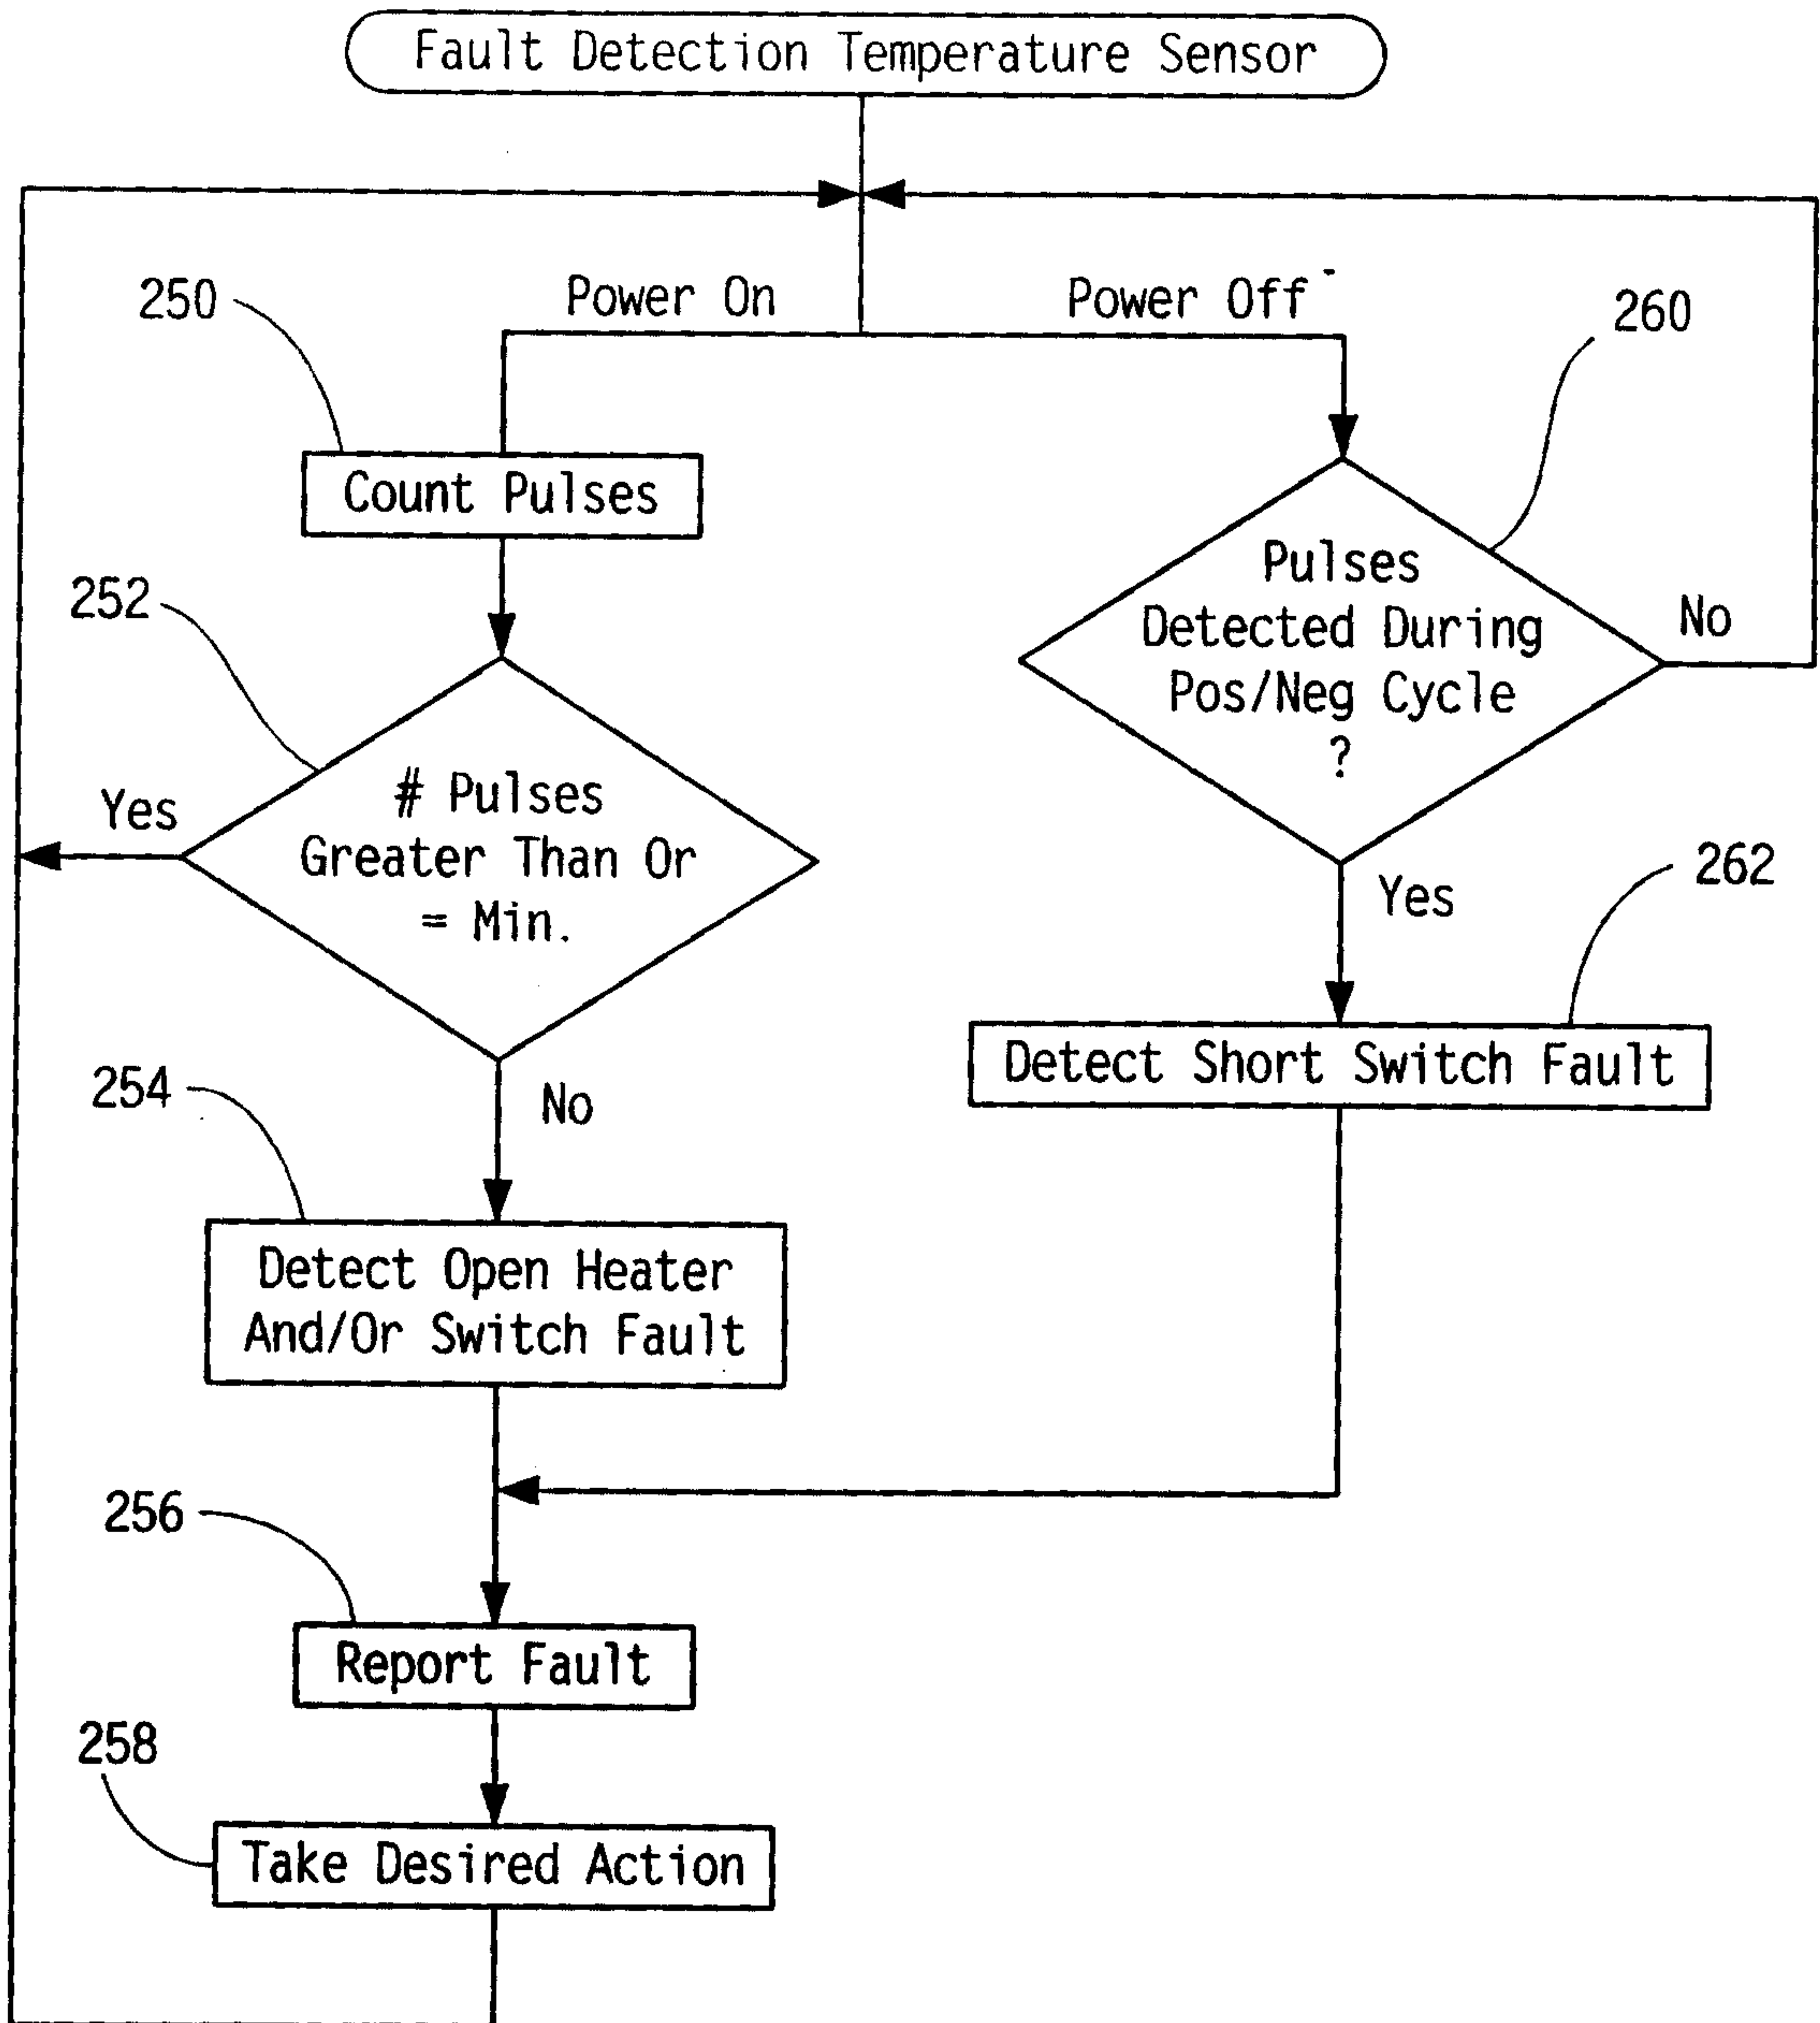 Fault Detection Temperature Sensor
Power On
Power Off
250
260
Count Pulses
Pulses
Detected During
Pos/Neg Cycle
?
No
252
# Pulses
Greater Than Or
= Min.
Yes
Yes
262
Detect Short Switch Fault
254
No
Detect Open Heater
And/Or Switch Fault
256
Report Fault
258
Take Desired Action